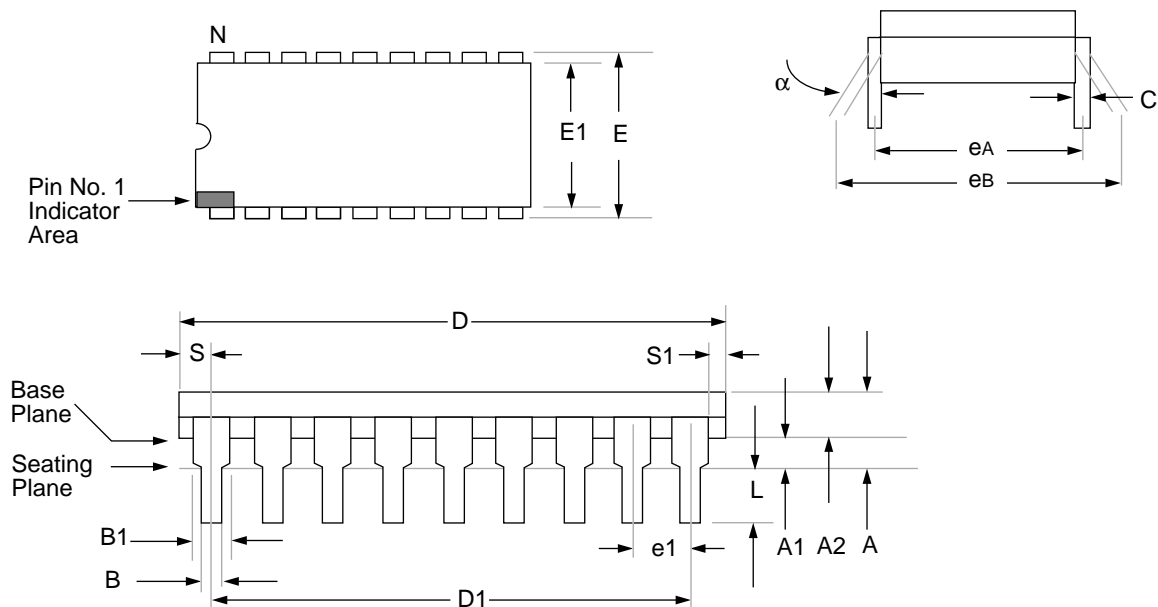 N
α
C
E1
E
eA
eB
Pin No. 1
Indicator
Area
D
S
S1
Base
Plane
Seating
Plane
L
B1
e1
A1
A2
A
B
D1